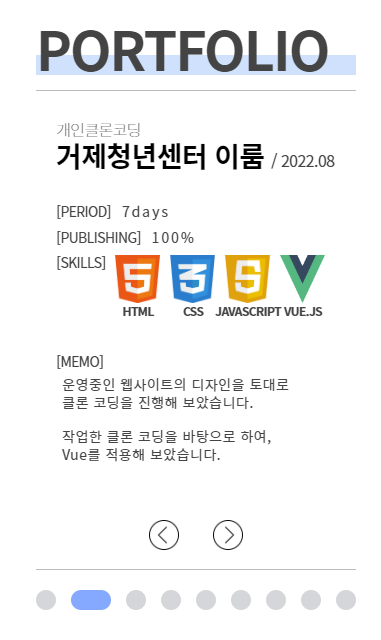 PORTFOLIO
개인클론코딩
거제청년센터 이룸 / 2022.08
[PERIOD] 7days
[PUBLISHING] 100%
[SKILLS]
HTML CSS JAVASCRIPT VUE.JS
[MEMO]
운영중인 웹사이트의 디자인을 토대로
클론 코딩을 진행해 보았습니다.
작업한 클론 코딩을 바탕으로 하여,
Vue를 적용해 보았습니다.